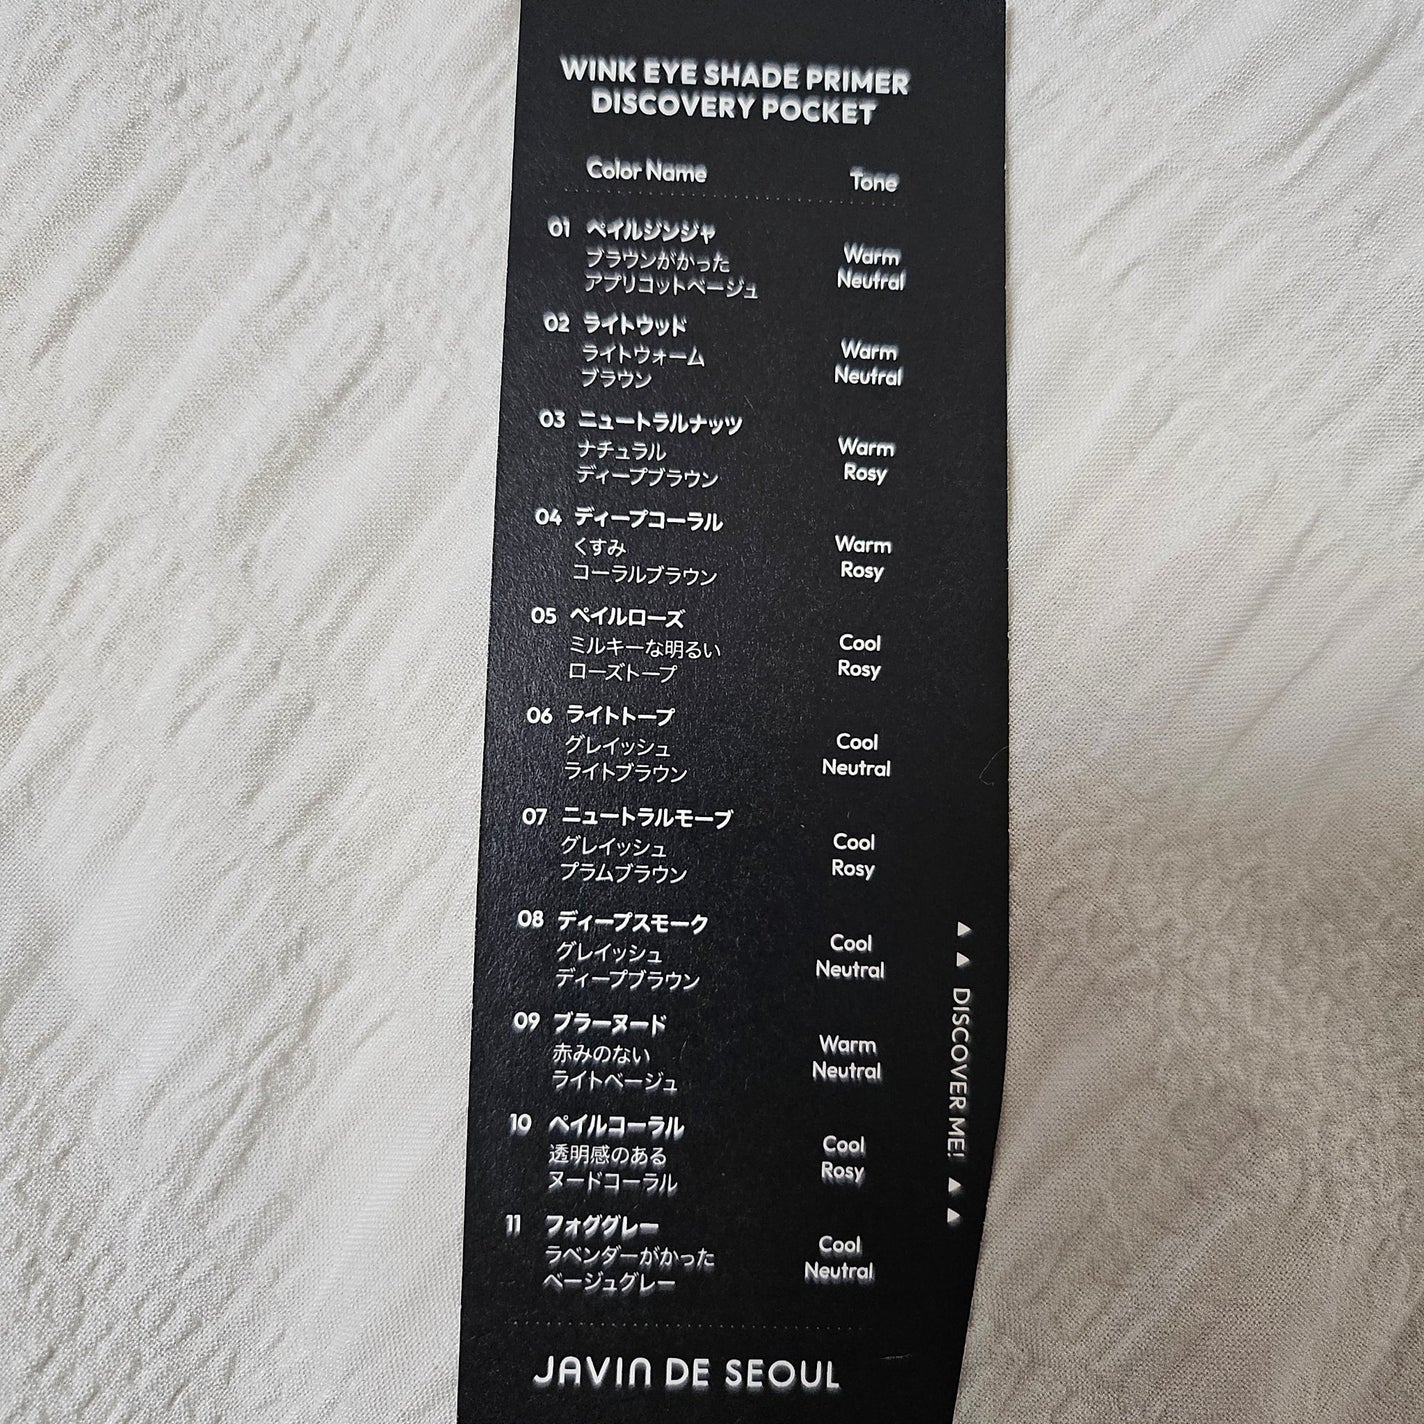 WINK EYE SHADE PRIMER
DISCOVERY POCKET
Color Name Tone
01 ペイルジンジャ
ブラウンがかった
アプリコットベージュ
Warm
Neutral
02 ライトウッド
ライトウォーム
ブラウン
Warm
Neutral
03 ニュートラルナッツ
ナチュラル
ディープブラウン
Warm
Rosy
04 ディープコーラル
くすみ
コーラルブラウン
Warm
Rosy
05 ペイルローズ
ミルキーな明るい
ローズトープ
Cool
Rosy
06 ライトトープ
グレイッシュ
ライトブラウン
Cool
Neutral
07 ニュートラルモーブ
グレイッシュ
プラムブラウン
Cool
Rosy
08 ディープスモーク
グレイッシュ
ディープブラウン
Cool
Neutral
09 ブラーヌード
赤みのない
ライトベージュ
Warm
Neutral
10 ペイルコーラル
透明感のある
ヌードコーラル
Cool
Rosy
11 フォググレー
ラベンダーがかった
ベージュグレー
Cool
Neutral
▲ ▲ DISCOVER ME! ▲ ▲
JAVIN DE SEOUL